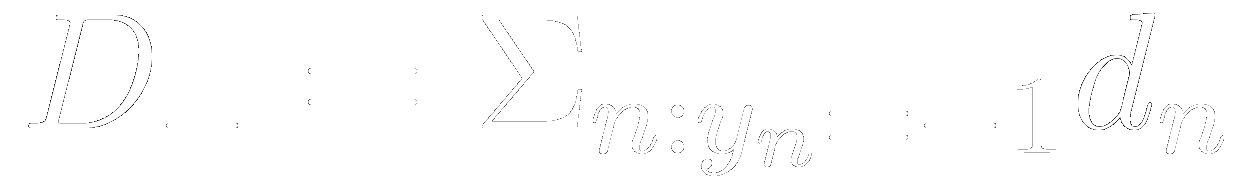 D₋ = Σ_{n:y_n=−1} d_n